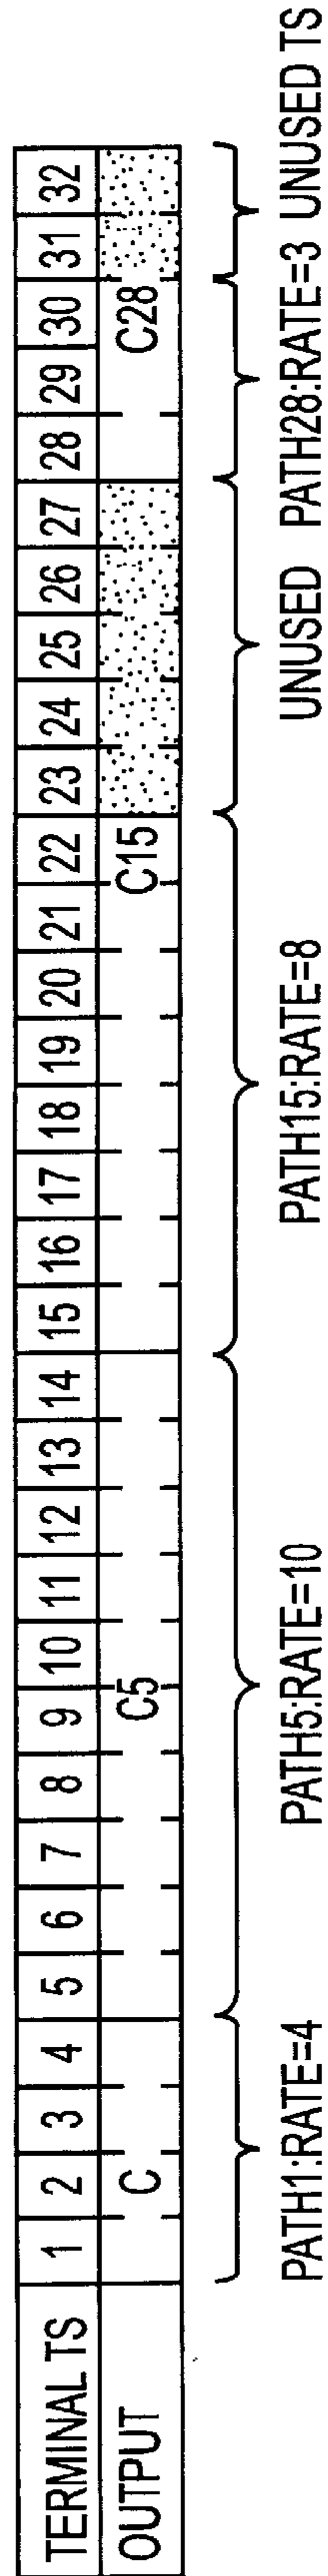 TERMINAL TS 1 2 3 4 5 6 7 8 9 10 11 12 13 14 15 16 17 18 19 20 21 22 23 24 25 26 27 28 29 30 31 32
OUTPUT C C5 C15 C28
PATH1:RATE=4 PATH5:RATE=10 PATH15:RATE=8 UNUSED PATH28:RATE=3 UNUSED TS